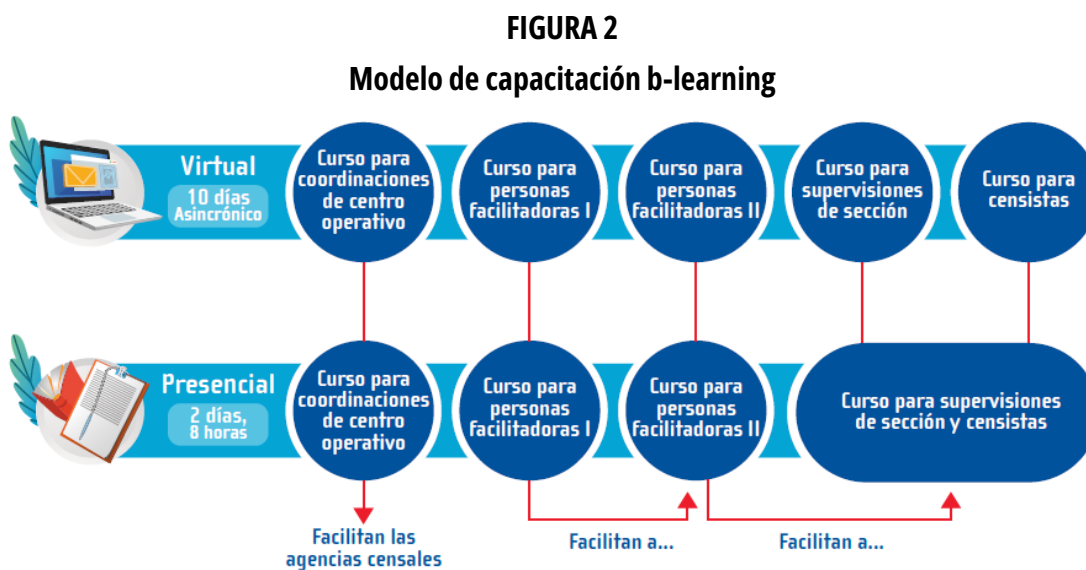 FIGURA 2
Modelo de capacitación b-learning
Virtual
10 días
Asincrónico
Curso para
coordinaciones
de centro
operativo
Curso para
personas
facilitadoras I
Curso para
personas
facilitadoras II
Curso para
supervisiones
de sección
Curso para
censistas
Presencial
2 días,
8 horas
Curso para
coordinaciones
de centro
operativo
Curso para
personas
facilitadoras I
Curso para
personas
facilitadoras II
Curso para supervisiones
de sección y censistas
Facilitan las
agencias censales
Facilitan a...
Facilitan a...